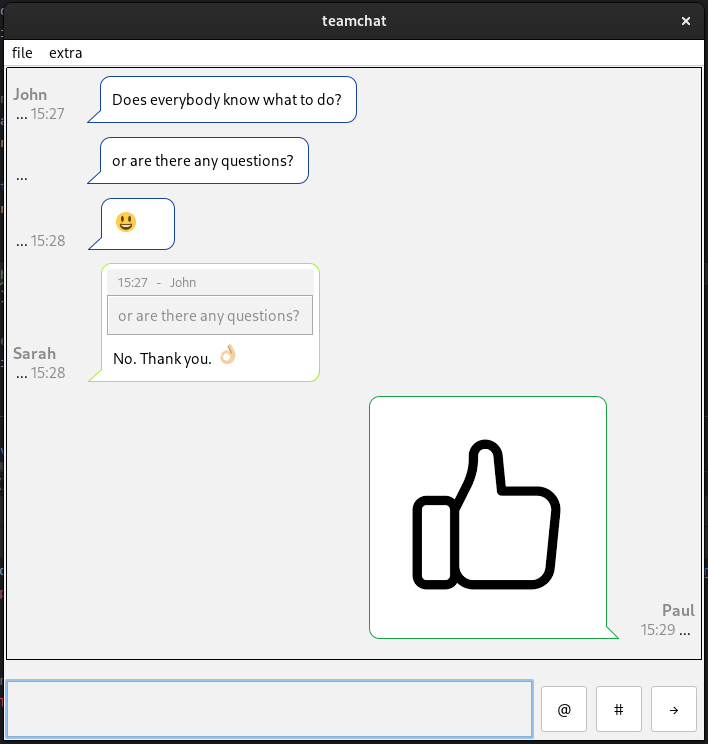 teamchat ×
file extra
John
... 15:27
Does everybody know what to do?
...
or are there any questions?
... 15:28
😃
15:27 - John
or are there any questions?
Sarah
... 15:28
No. Thank you. 👌🏻
Paul
15:29 ...
@ # →